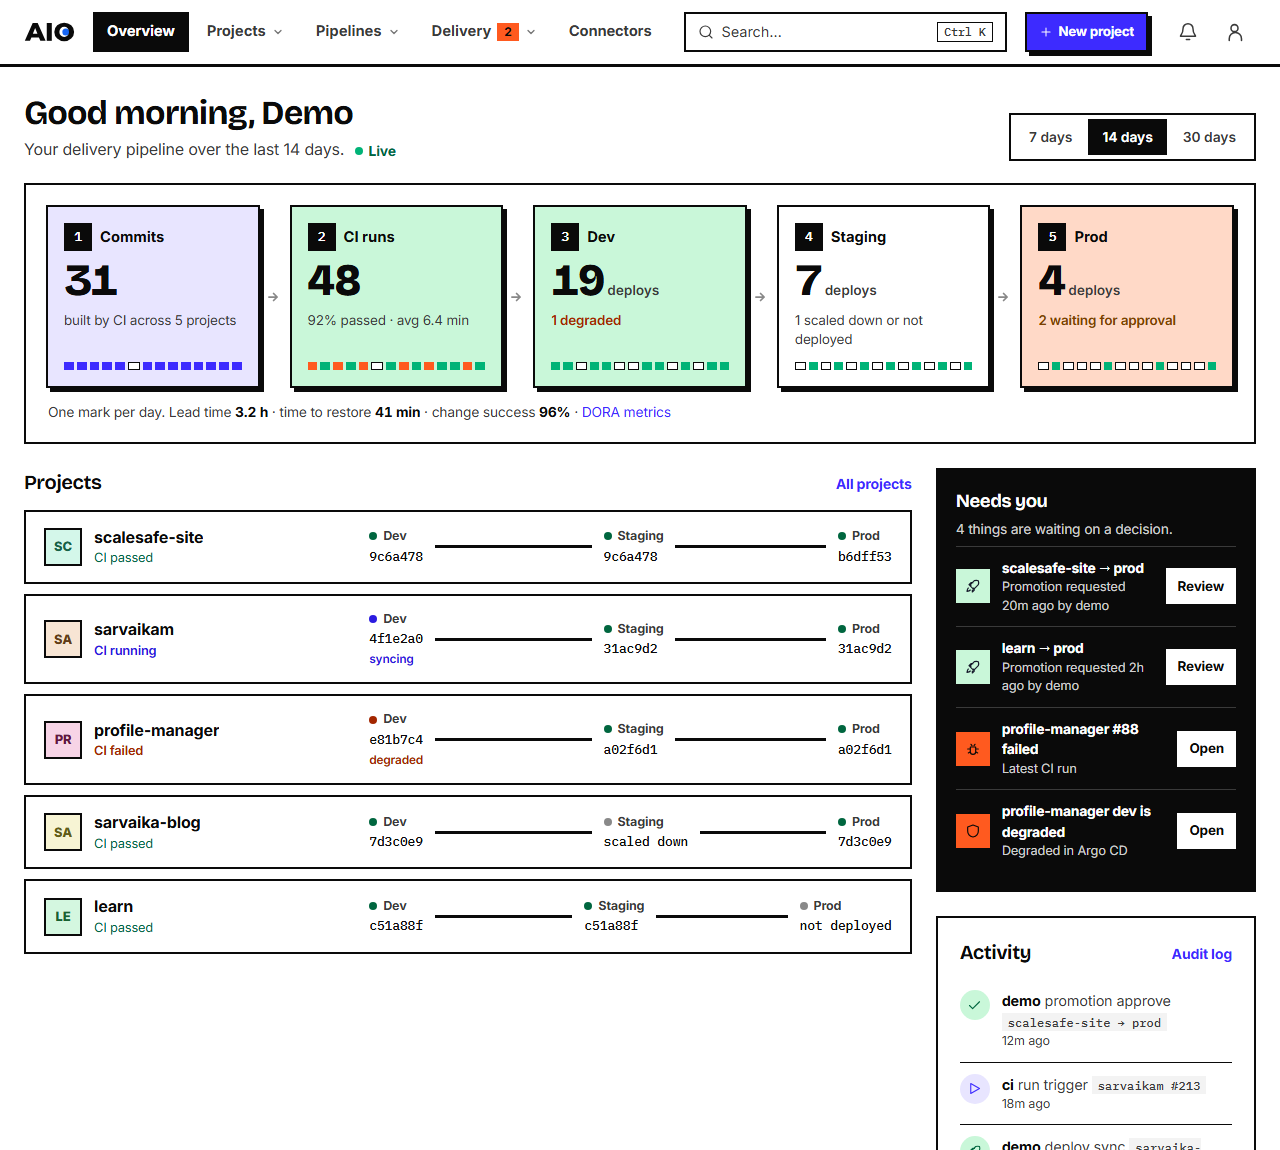 AIO
Overview
Projects
Pipelines
Delivery 2
Connectors
Search...
Ctrl K
+ New project
Good morning, Demo
Your delivery pipeline over the last 14 days.
Live
7 days
14 days
30 days
1 Commits
31
built by CI across 5 projects
→
2 CI runs
48
92% passed · avg 6.4 min
→
3 Dev
19 deploys
1 degraded
→
4 Staging
7 deploys
1 scaled down or not
deployed
→
5 Prod
4 deploys
2 waiting for approval
One mark per day. Lead time 3.2 h · time to restore 41 min · change success 96% · DORA metrics
Projects
All projects
SC
scalesafe-site
CI passed
Dev
9c6a478
Staging
9c6a478
Prod
b6dff53
SA
sarvaikam
CI running
Dev
4f1e2a0
syncing
Staging
31ac9d2
Prod
31ac9d2
PR
profile-manager
CI failed
Dev
e81b7c4
degraded
Staging
a02f6d1
Prod
a02f6d1
SA
sarvaika-blog
CI passed
Dev
7d3c0e9
Staging
scaled down
Prod
7d3c0e9
LE
learn
CI passed
Dev
c51a88f
Staging
c51a88f
Prod
not deployed
Needs you
4 things are waiting on a decision.
scalesafe-site → prod
Promotion requested
20m ago by demo
Review
learn → prod
Promotion requested 2h
ago by demo
Review
profile-manager #88
failed
Latest CI run
Open
profile-manager dev is
degraded
Degraded in Argo CD
Open
Activity
Audit log
demo promotion approve
scalesafe-site → prod
12m ago
ci run trigger sarvaikam #213
18m ago
demo deploy sync sarvaika-